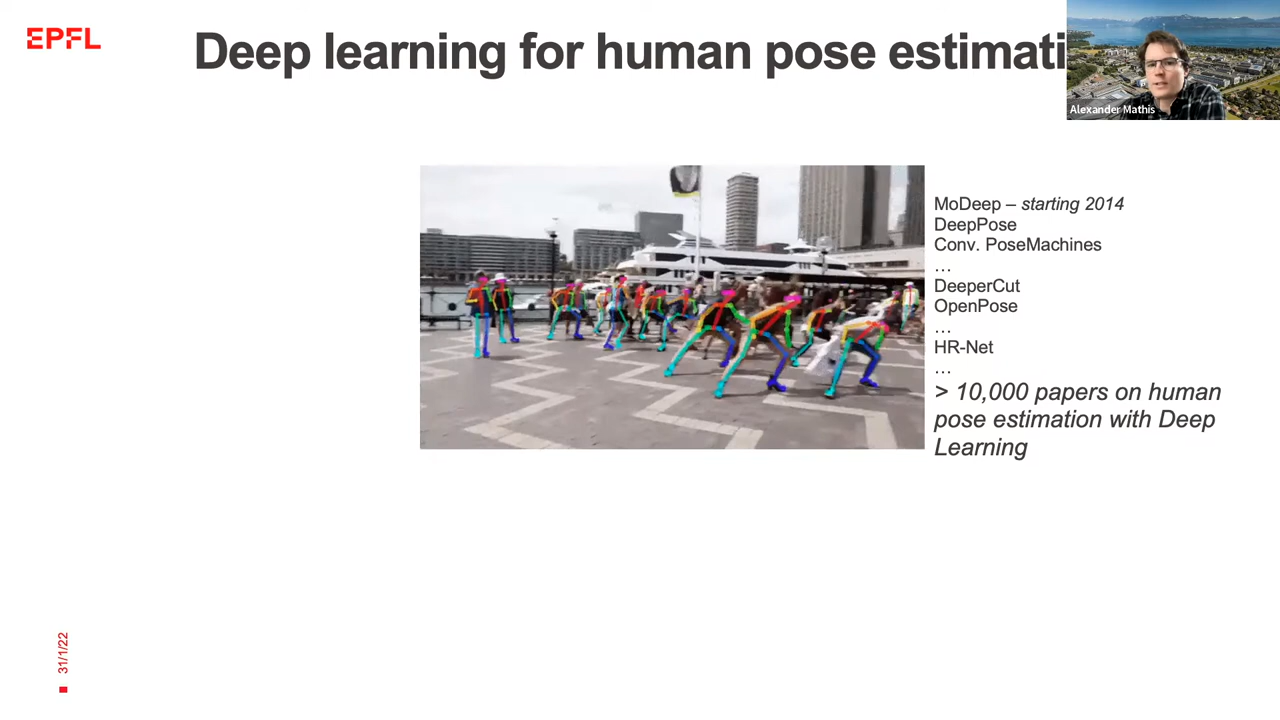 EPFL
Deep learning for human pose estimati
Alexander Mathis
MoDeep – starting 2014
DeepPose
Conv. PoseMachines
...
DeeperCut
OpenPose
...
HR-Net
...
> 10,000 papers on human
pose estimation with Deep
Learning
31/1/22